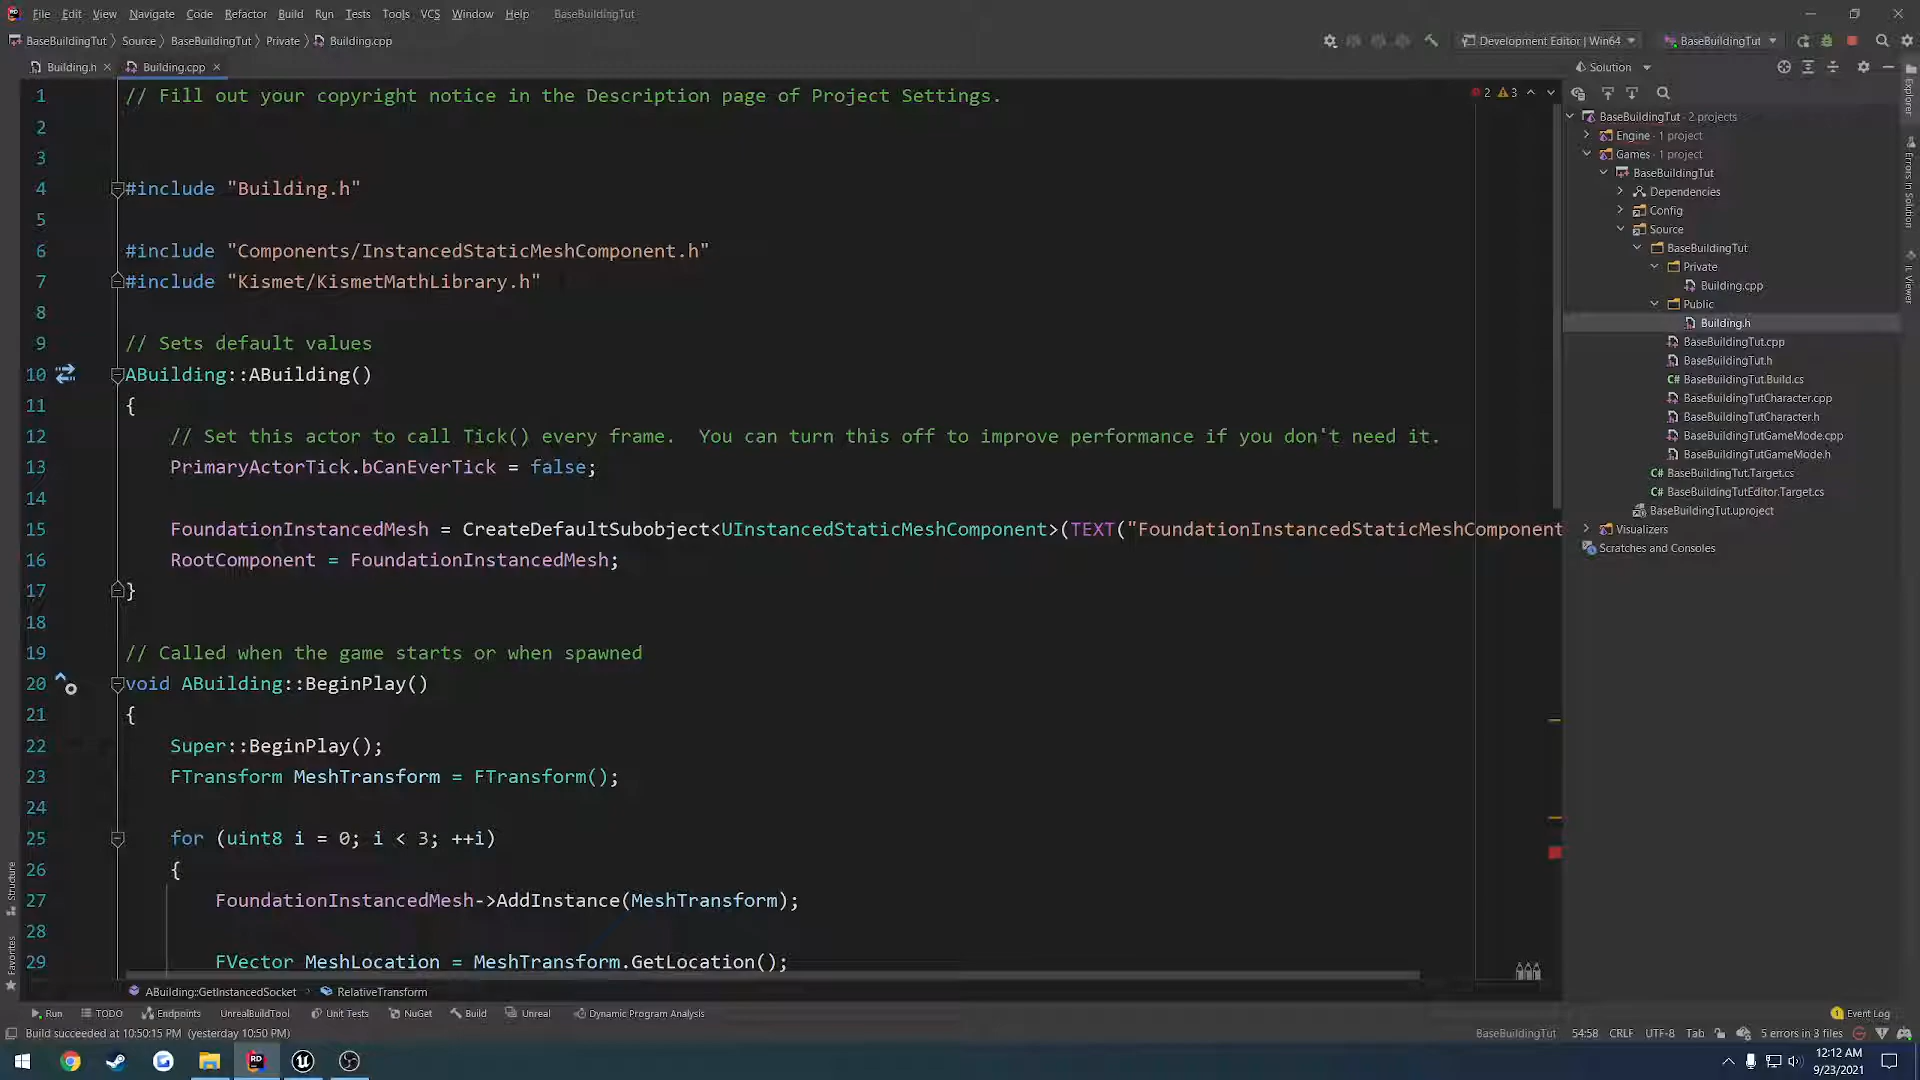 File Edit View Navigate Code Refactor Build Run Tests Tools VCS Window Help BaseBuildingTut
BaseBuildingTut Source BaseBuildingTut Private Building.cpp
Development Editor | Win64 BaseBuildingTut
Building.h Building.cpp
Solution
1 // Fill out your copyright notice in the Description page of Project Settings.
2
3
4 #include "Building.h"
5
6 #include "Components/InstancedStaticMeshComponent.h"
7 #include "Kismet/KismetMathLibrary.h"
8
9 // Sets default values
10 ABuilding::ABuilding()
11 {
12 // Set this actor to call Tick() every frame.  You can turn this off to improve performance if you don't need it.
13 PrimaryActorTick.bCanEverTick = false;
14
15 FoundationInstancedMesh = CreateDefaultSubobject<UInstancedStaticMeshComponent>(TEXT("FoundationInstancedStaticMeshComponent
16 RootComponent = FoundationInstancedMesh;
17 }
18
19 // Called when the game starts or when spawned
20 void ABuilding::BeginPlay()
21 {
22 Super::BeginPlay();
23 FTransform MeshTransform = FTransform();
24
25 for (uint8 i = 0; i < 3; ++i)
26 {
27 FoundationInstancedMesh->AddInstance(MeshTransform);
28
29 FVector MeshLocation = MeshTransform.GetLocation();
2 3
BaseBuildingTut · 2 projects
Engine · 1 project
Games · 1 project
BaseBuildingTut
Dependencies
Config
Source
BaseBuildingTut
Private
Building.cpp
Public
Building.h
BaseBuildingTut.cpp
BaseBuildingTut.h
C# BaseBuildingTut.Build.cs
BaseBuildingTutCharacter.cpp
BaseBuildingTutCharacter.h
BaseBuildingTutGameMode.cpp
BaseBuildingTutGameMode.h
C# BaseBuildingTut.Target.cs
C# BaseBuildingTutEditor.Target.cs
BaseBuildingTut.uproject
Visualizers
Scratches and Consoles
Explorer
Errors In Solution
IL Viewer
Structure
Favorites
ABuilding::GetInstancedSocket RelativeTransform
Run TODO Endpoints UnrealBuildTool Unit Tests NuGet Build Unreal Dynamic Program Analysis
1 Event Log
Build succeeded at 10:50:15 PM (yesterday 10:50 PM)
BaseBuildingTut 54:58 CRLF UTF-8 Tab 5 errors in 3 files
RD
12:12 AM
9/23/2021